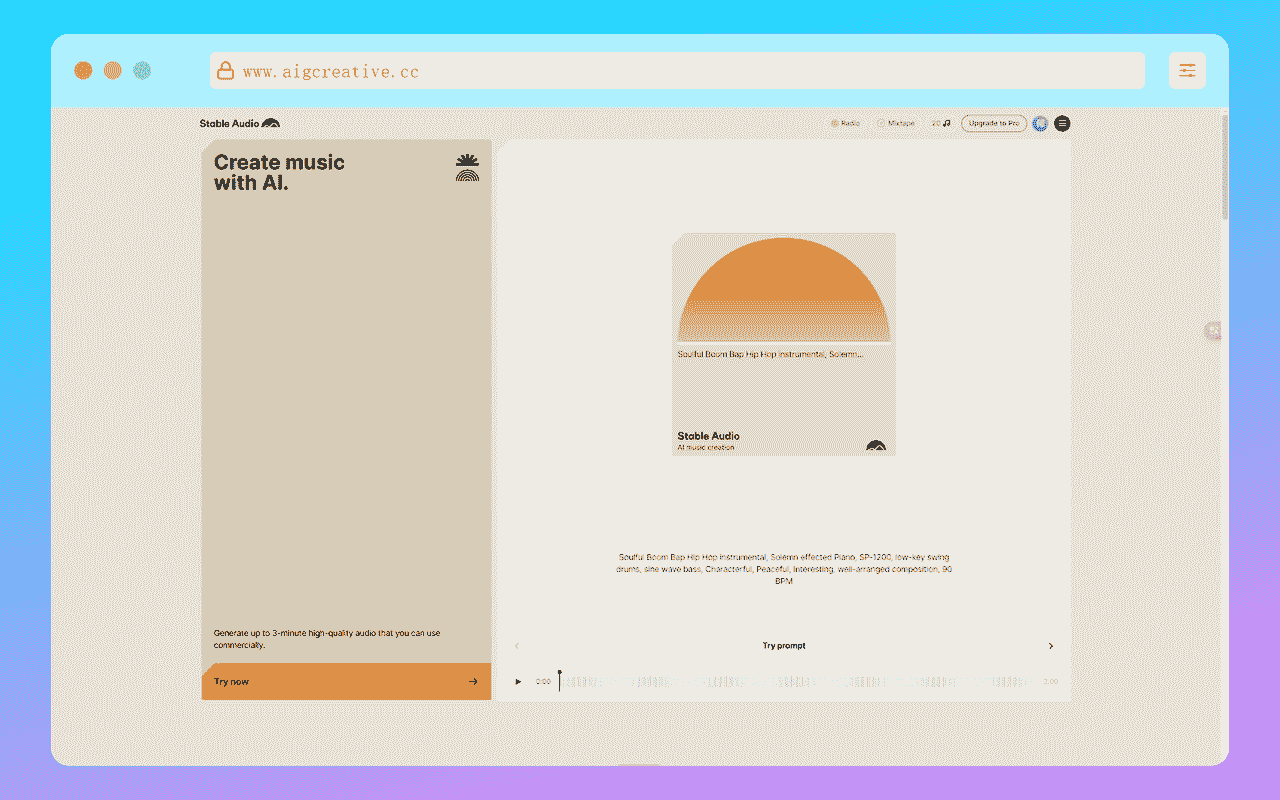 www.aigcreative.cc
Stable Audio
Radio
Mixtape
20
Upgrade to Pro
Create music
with AI.
Soulful Boom Bap Hip Hop instrumental, Solemn...
Stable Audio
AI music creation
Soulful Boom Bap Hip Hop instrumental, Solemn effected Piano, SP-1200, low-key swing
drums, sine wave bass, Characterful, Peaceful, Interesting, well-arranged composition, 90
BPM
Generate up to 3-minute high-quality audio that you can use
commercially.
Try prompt
Try now
0:00
3:00